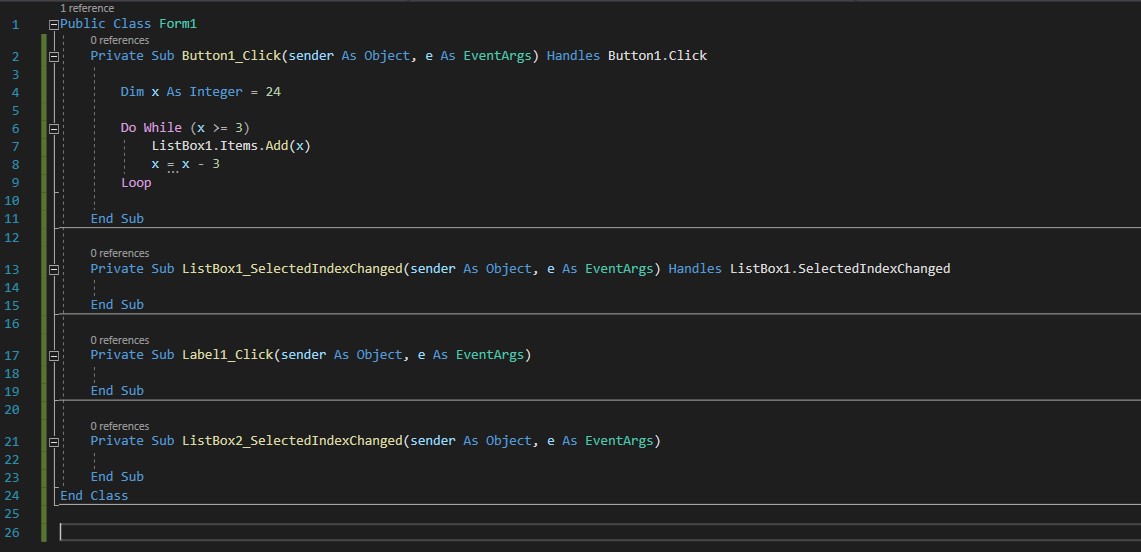 1 reference
1 Public Class Form1
0 references
2 Private Sub Button1_Click(sender As Object, e As EventArgs) Handles Button1.Click
3
4 Dim x As Integer = 24
5
6 Do While (x >= 3)
7 ListBox1.Items.Add(x)
8 x = x - 3
9 Loop
10
11 End Sub
12
0 references
13 Private Sub ListBox1_SelectedIndexChanged(sender As Object, e As EventArgs) Handles ListBox1.SelectedIndexChanged
14
15 End Sub
16
0 references
17 Private Sub Label1_Click(sender As Object, e As EventArgs)
18
19 End Sub
20
0 references
21 Private Sub ListBox2_SelectedIndexChanged(sender As Object, e As EventArgs)
22
23 End Sub
24 End Class
25
26